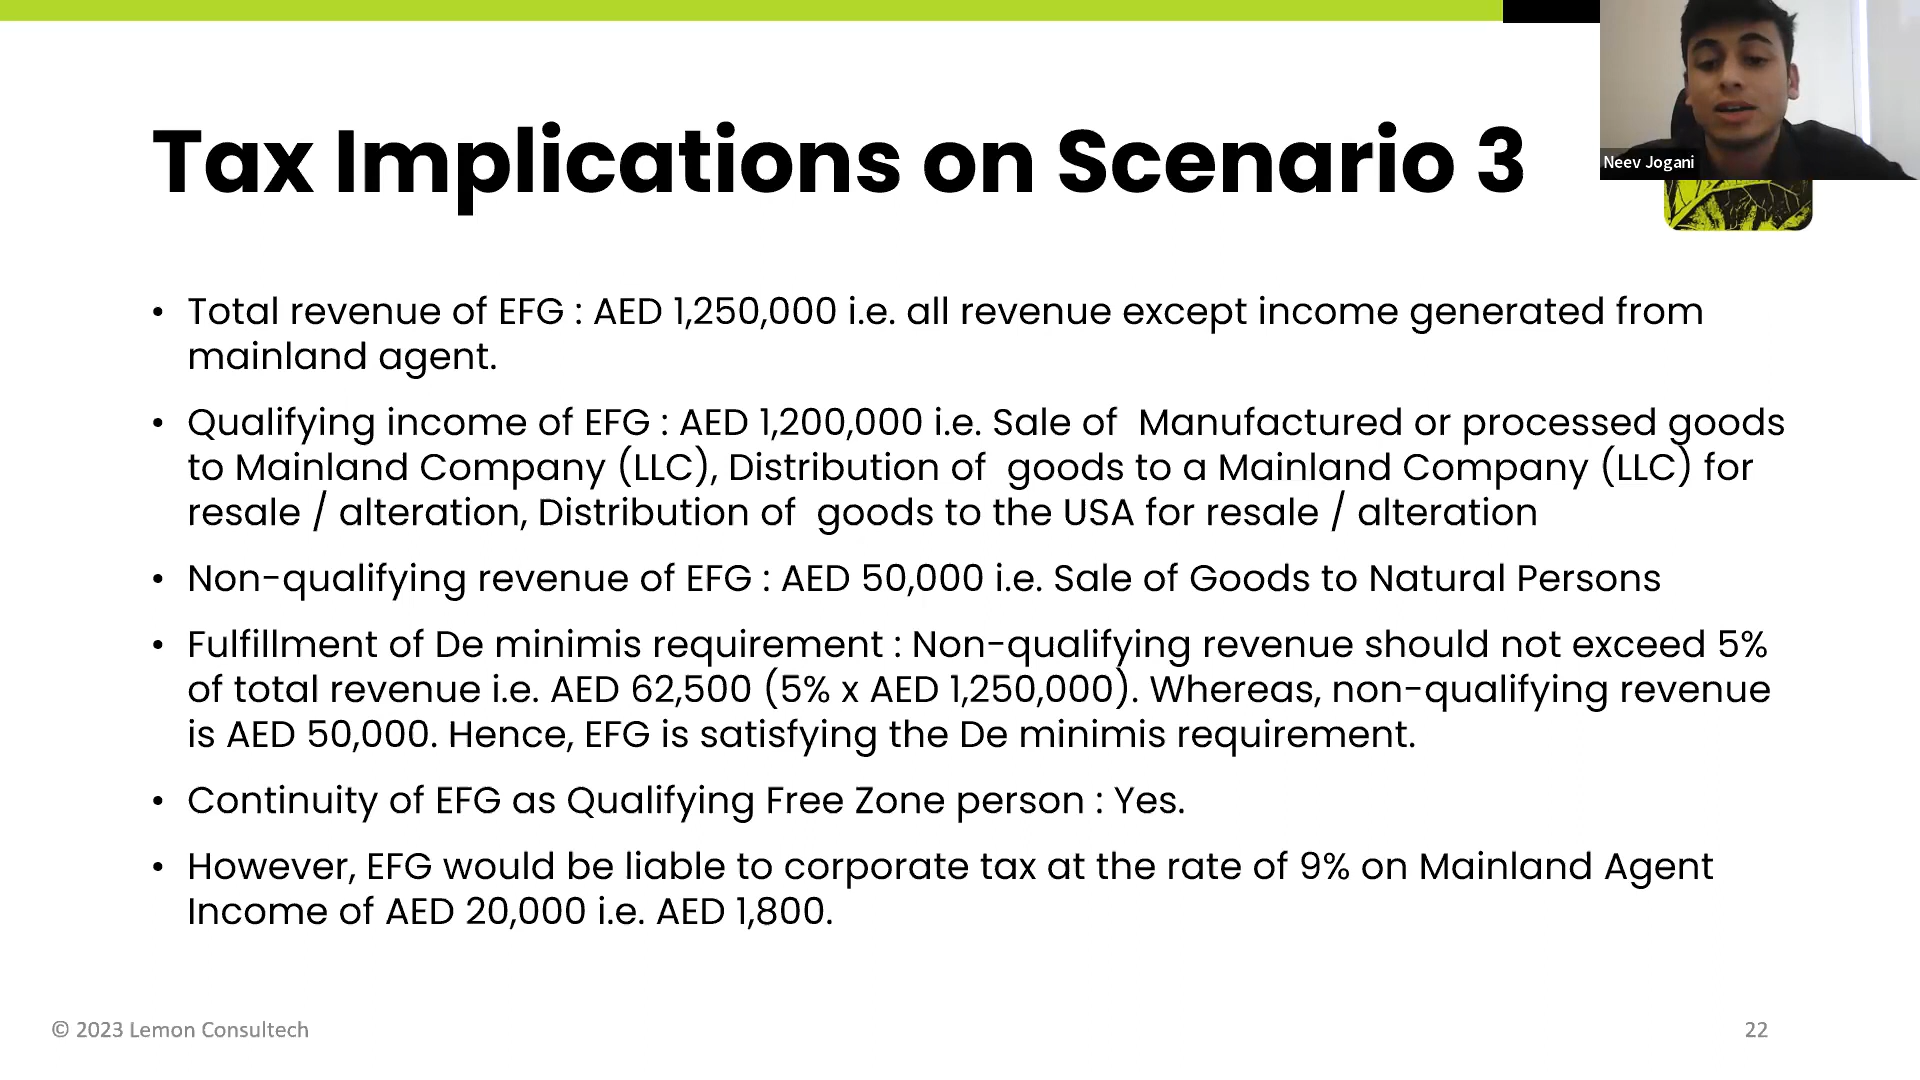 Tax Implications on Scenario 3
Neev Jogani
• Total revenue of EFG : AED 1,250,000 i.e. all revenue except income generated from
mainland agent.
• Qualifying income of EFG : AED 1,200,000 i.e. Sale of  Manufactured or processed goods
to Mainland Company (LLC), Distribution of  goods to a Mainland Company (LLC) for
resale / alteration, Distribution of  goods to the USA for resale / alteration
• Non-qualifying revenue of EFG : AED 50,000 i.e. Sale of Goods to Natural Persons
• Fulfillment of De minimis requirement : Non-qualifying revenue should not exceed 5%
of total revenue i.e. AED 62,500 (5% x AED 1,250,000). Whereas, non-qualifying revenue
is AED 50,000. Hence, EFG is satisfying the De minimis requirement.
• Continuity of EFG as Qualifying Free Zone person : Yes.
• However, EFG would be liable to corporate tax at the rate of 9% on Mainland Agent
Income of AED 20,000 i.e. AED 1,800.
© 2023 Lemon Consultech
22